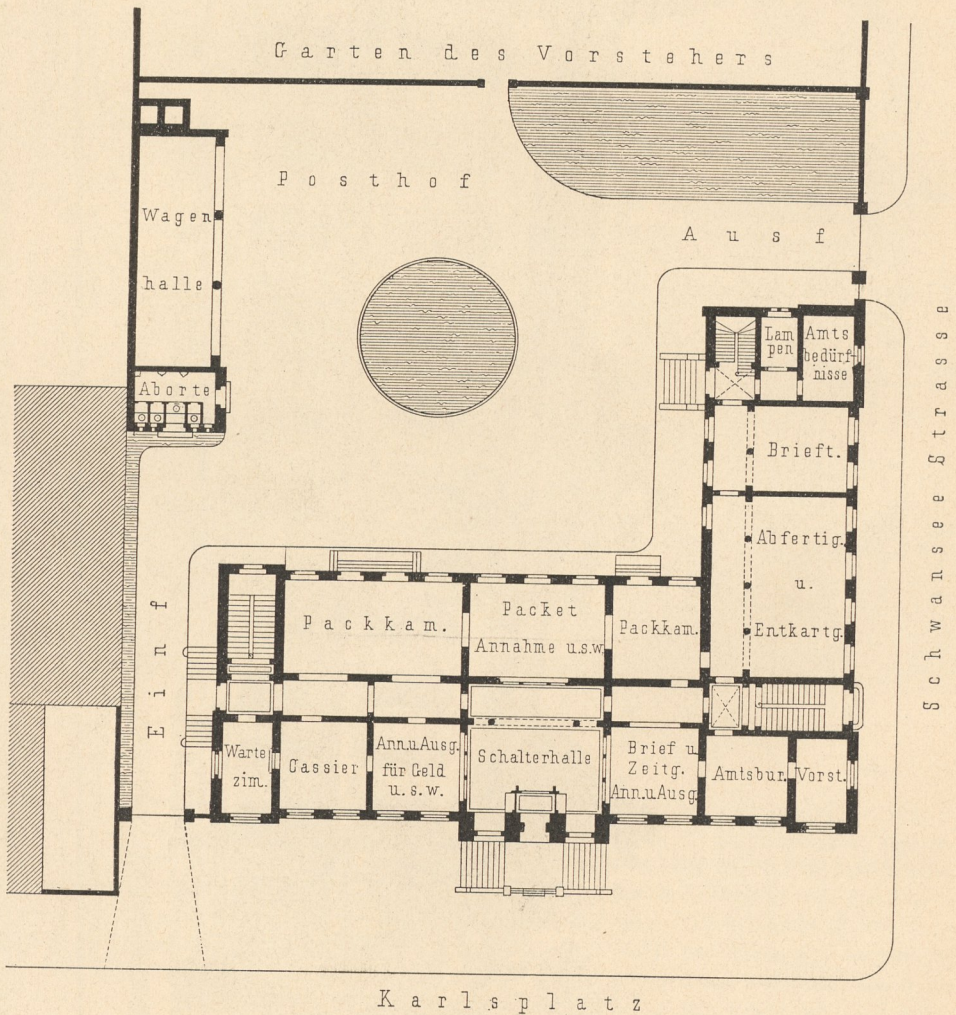 Garten des Vorstehers
Posthof
Wagen
halle
Ausf
Lam
pen
Amts
bedürf-
nisse
Aborte
Brieft.
Abfertig.
u.
Entkartg.
Schwansee Strasse
Einf
Packkam.
Packet
Annahme u.s.w.
Packkam.
Warte
zim.
Cassier
Ann.u.Ausg.
für Geld
u.s.w.
Schalterhalle
Brief u
Zeitg.
Ann.u.Ausg.
Amtsbur.
Vorst.
Karlsplatz